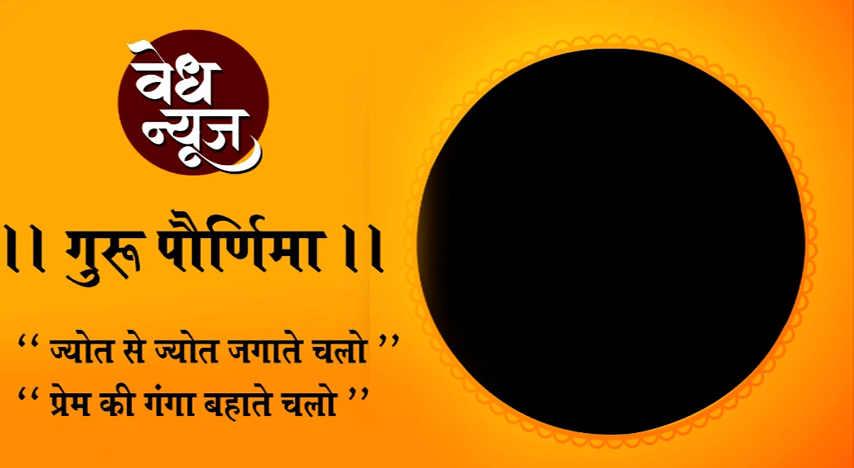 वेध
न्यूज
।। गुरू पौर्णिमा ।।
“ ज्योत से ज्योत जगाते चलो ”
“ प्रेम की गंगा बहाते चलो ”